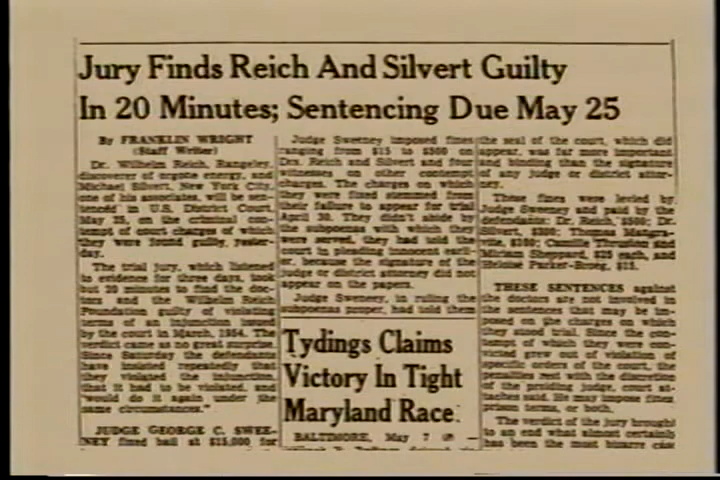 Jury Finds Reich And Silvert Guilty
In 20 Minutes; Sentencing Due May 25
By FRANKLIN WRIGHT
(Staff Writer)
Dr. Wilhelm Reich, Rangeley,
discoverer of orgone energy, and
Michael Silvert, New York City,
one of his associates, will be sen-
tenced in U.S. District Court
May 25, on the criminal con-
tempt of court charges of which
they were found guilty yester-
day.
The trial jury, which listened
to evidence for three days, took
but 20 minutes to find the doc-
tors and the Wilhelm Reich
Foundation guilty of violating
terms of an injunction
by the court in March, 1954. The
verdict came as no great surprise.
Since Saturday the defendants
have insisted repeatedly that
they violated the injunction,
that it had to be violated, and
"would do it again under the
same circumstances."
JUDGE GEORGE C. SWEE-
NEY fixed bail at $15,000 for
Judge Sweeney imposed fines
ranging from $15 to $500 on
Drs. Reich and Silvert and four
witnesses on other contempt
charges. The charges on which
they were fined stemmed from
their failure to appear for trial
April 30. They didn't abide by
the subpoenas with which they
were served, they had told the
court in pleading innocent earli-
er, because the signature of the
judge or district attorney did not
appear on the papers.
Judge Sweeney, in ruling the
subpoenas proper, had told them
Tydings Claims
Victory In Tight
Maryland Race
BALTIMORE, May 7
the seal of the court, which did
appear, was far more important
and binding than the signature
of any judge or district attor-
ney.
These fines were levied by
Judge Sweeney and paid by the
defendants: Dr. Reich, $500; Dr.
Silvert, $300; Thomas Mangra-
ville, $100; Camille
Miriam Sheppard, $25 each, and
$15.
THESE SENTENCES against
the doctors are not involved in
the sentences that may be im-
posed on the charges on which
they stood trial. Since the con-
tempt of which they were con-
victed grew out of violation of
specific orders of the court, the
penalties rest with the discretion
of the presiding judge, court at-
taches said. He may impose fines,
prison terms, or both.
The verdict of the jury brought
to an end what almost certainly
has been the most bizarre case